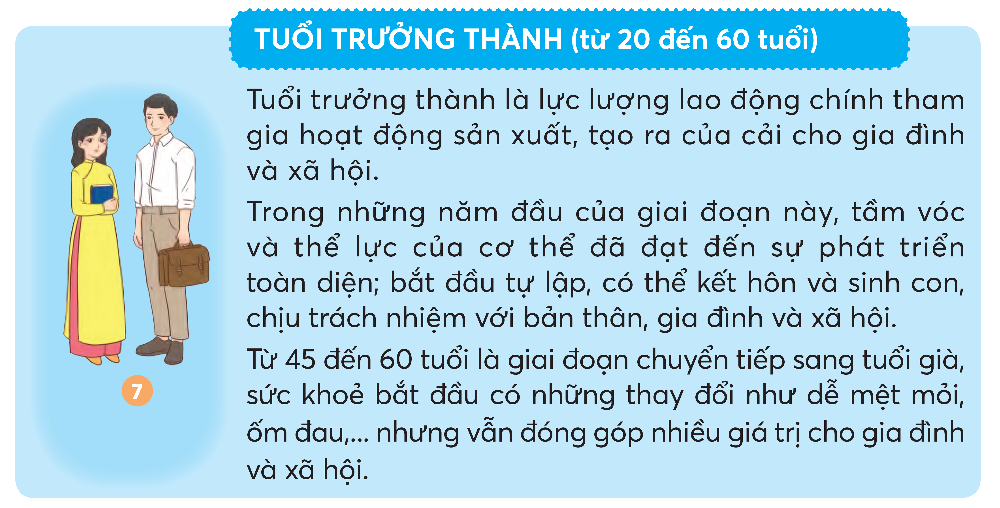 TUỔI TRƯỞNG THÀNH (từ 20 đến 60 tuổi)
Tuổi trưởng thành là lực lượng lao động chính tham
gia hoạt động sản xuất, tạo ra của cải cho gia đình
và xã hội.
Trong những năm đầu của giai đoạn này, tầm vóc
và thể lực của cơ thể đã đạt đến sự phát triển
toàn diện; bắt đầu tự lập, có thể kết hôn và sinh con,
chịu trách nhiệm với bản thân, gia đình và xã hội.
Từ 45 đến 60 tuổi là giai đoạn chuyển tiếp sang tuổi già,
sức khoẻ bắt đầu có những thay đổi như dễ mệt mỏi,
ốm đau,... nhưng vẫn đóng góp nhiều giá trị cho gia đình
và xã hội.
7